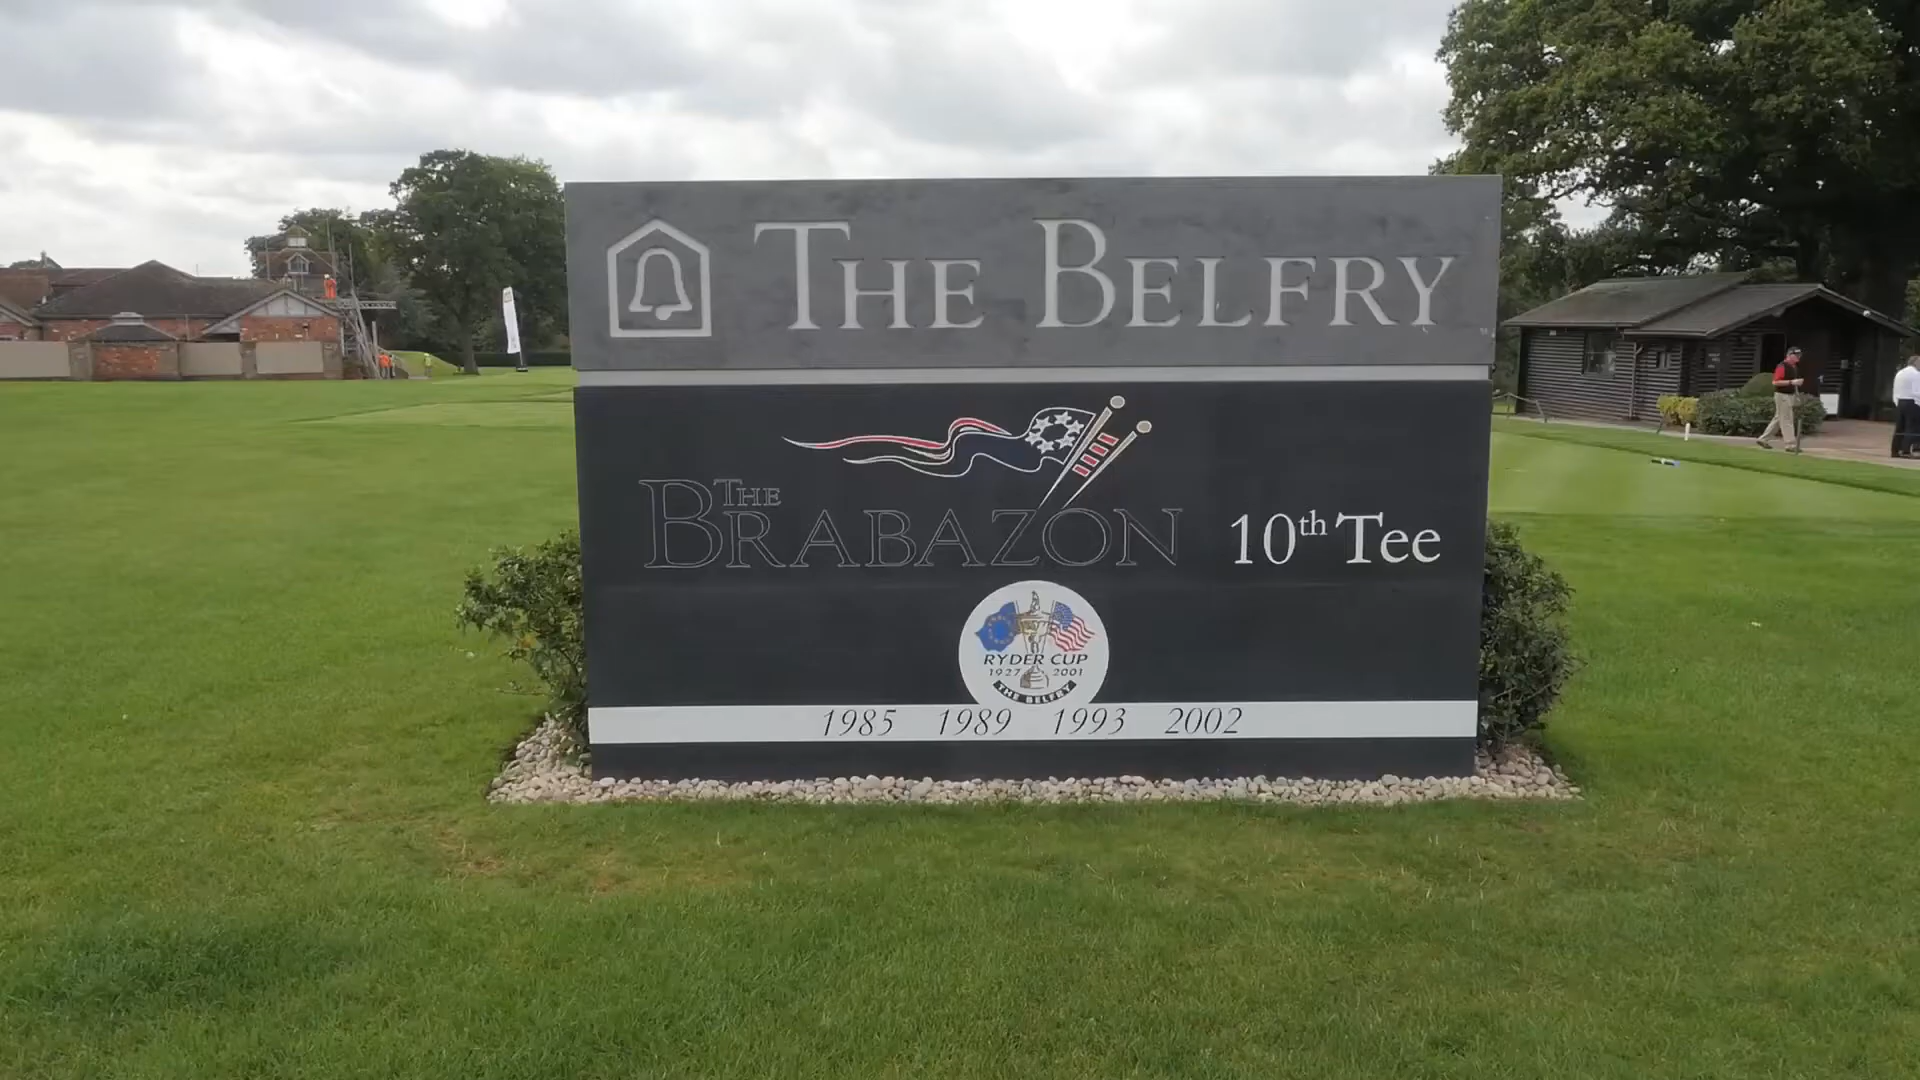 THE BELFRY
THE BRABAZON 10th Tee
RYDER CUP
1927 2001
THE BELFRY
1985 1989 1993 2002